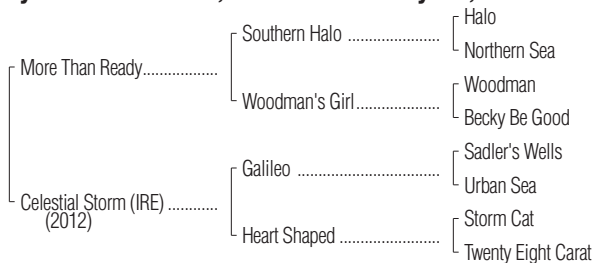 Halo
Southern Halo .....................
Northern Sea
More Than Ready.................
Woodman
Woodman's Girl...................
Becky Be Good
Sadler's Wells
Galileo .................................
Urban Sea
Celestial Storm (IRE) ............
(2012)
Storm Cat
Heart Shaped .......................
Twenty Eight Carat